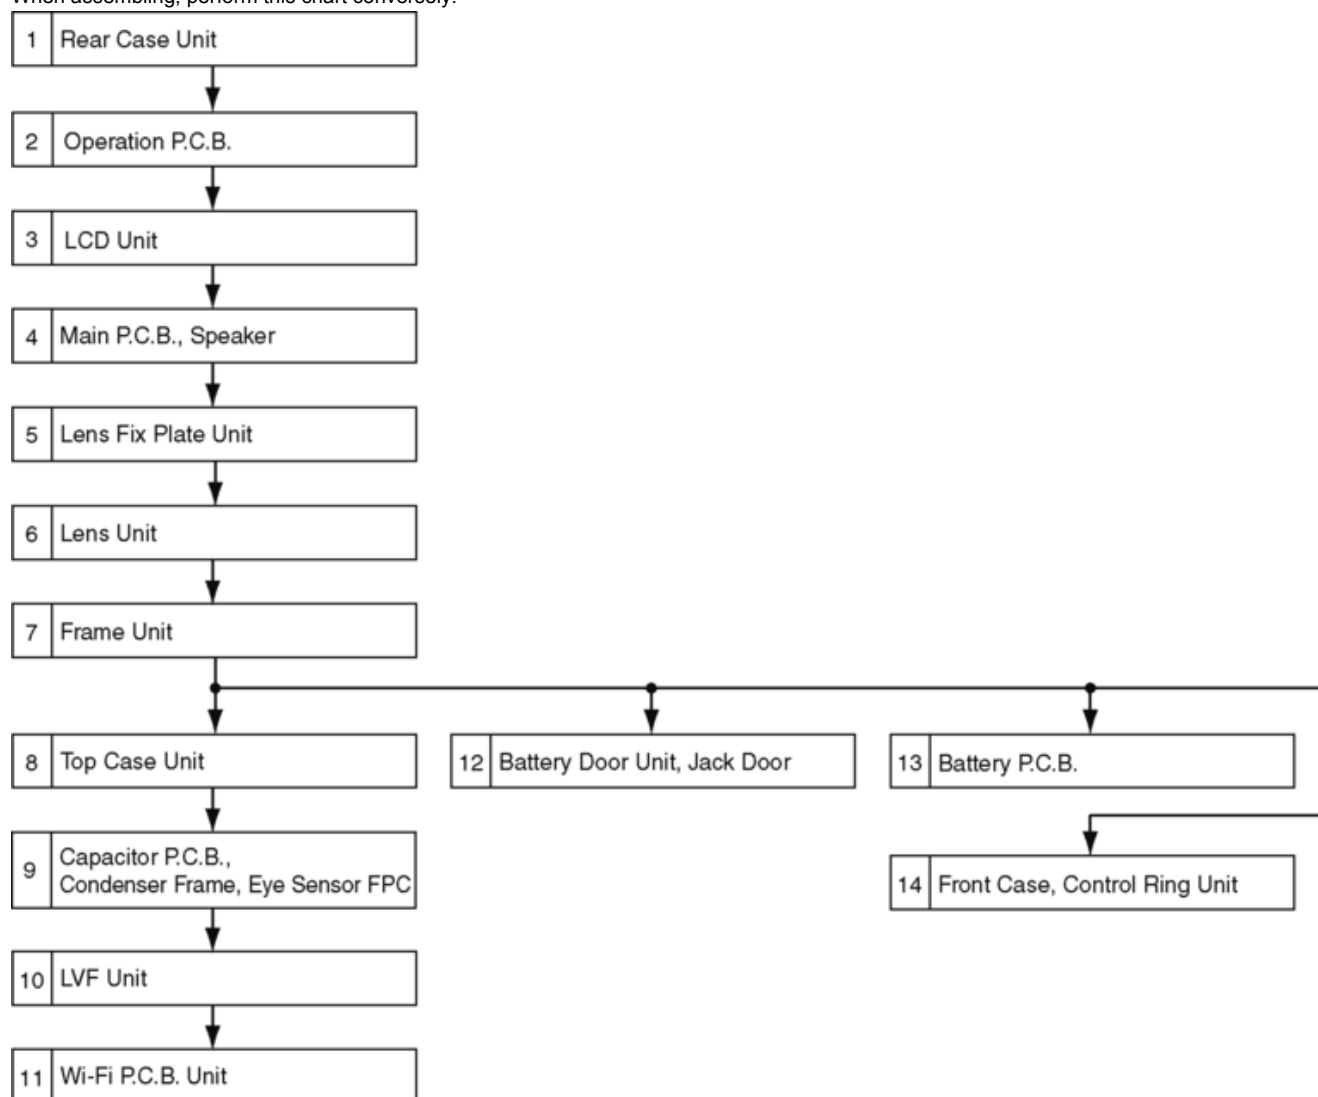 When assembling, perform this chart conversely.
1 Rear Case Unit
2 Operation P.C.B.
3 LCD Unit
4 Main P.C.B., Speaker
5 Lens Fix Plate Unit
6 Lens Unit
7 Frame Unit
8 Top Case Unit
12 Battery Door Unit, Jack Door
13 Battery P.C.B.
9 Capacitor P.C.B.,
Condenser Frame, Eye Sensor FPC
14 Front Case, Control Ring Unit
10 LVF Unit
11 Wi-Fi P.C.B. Unit